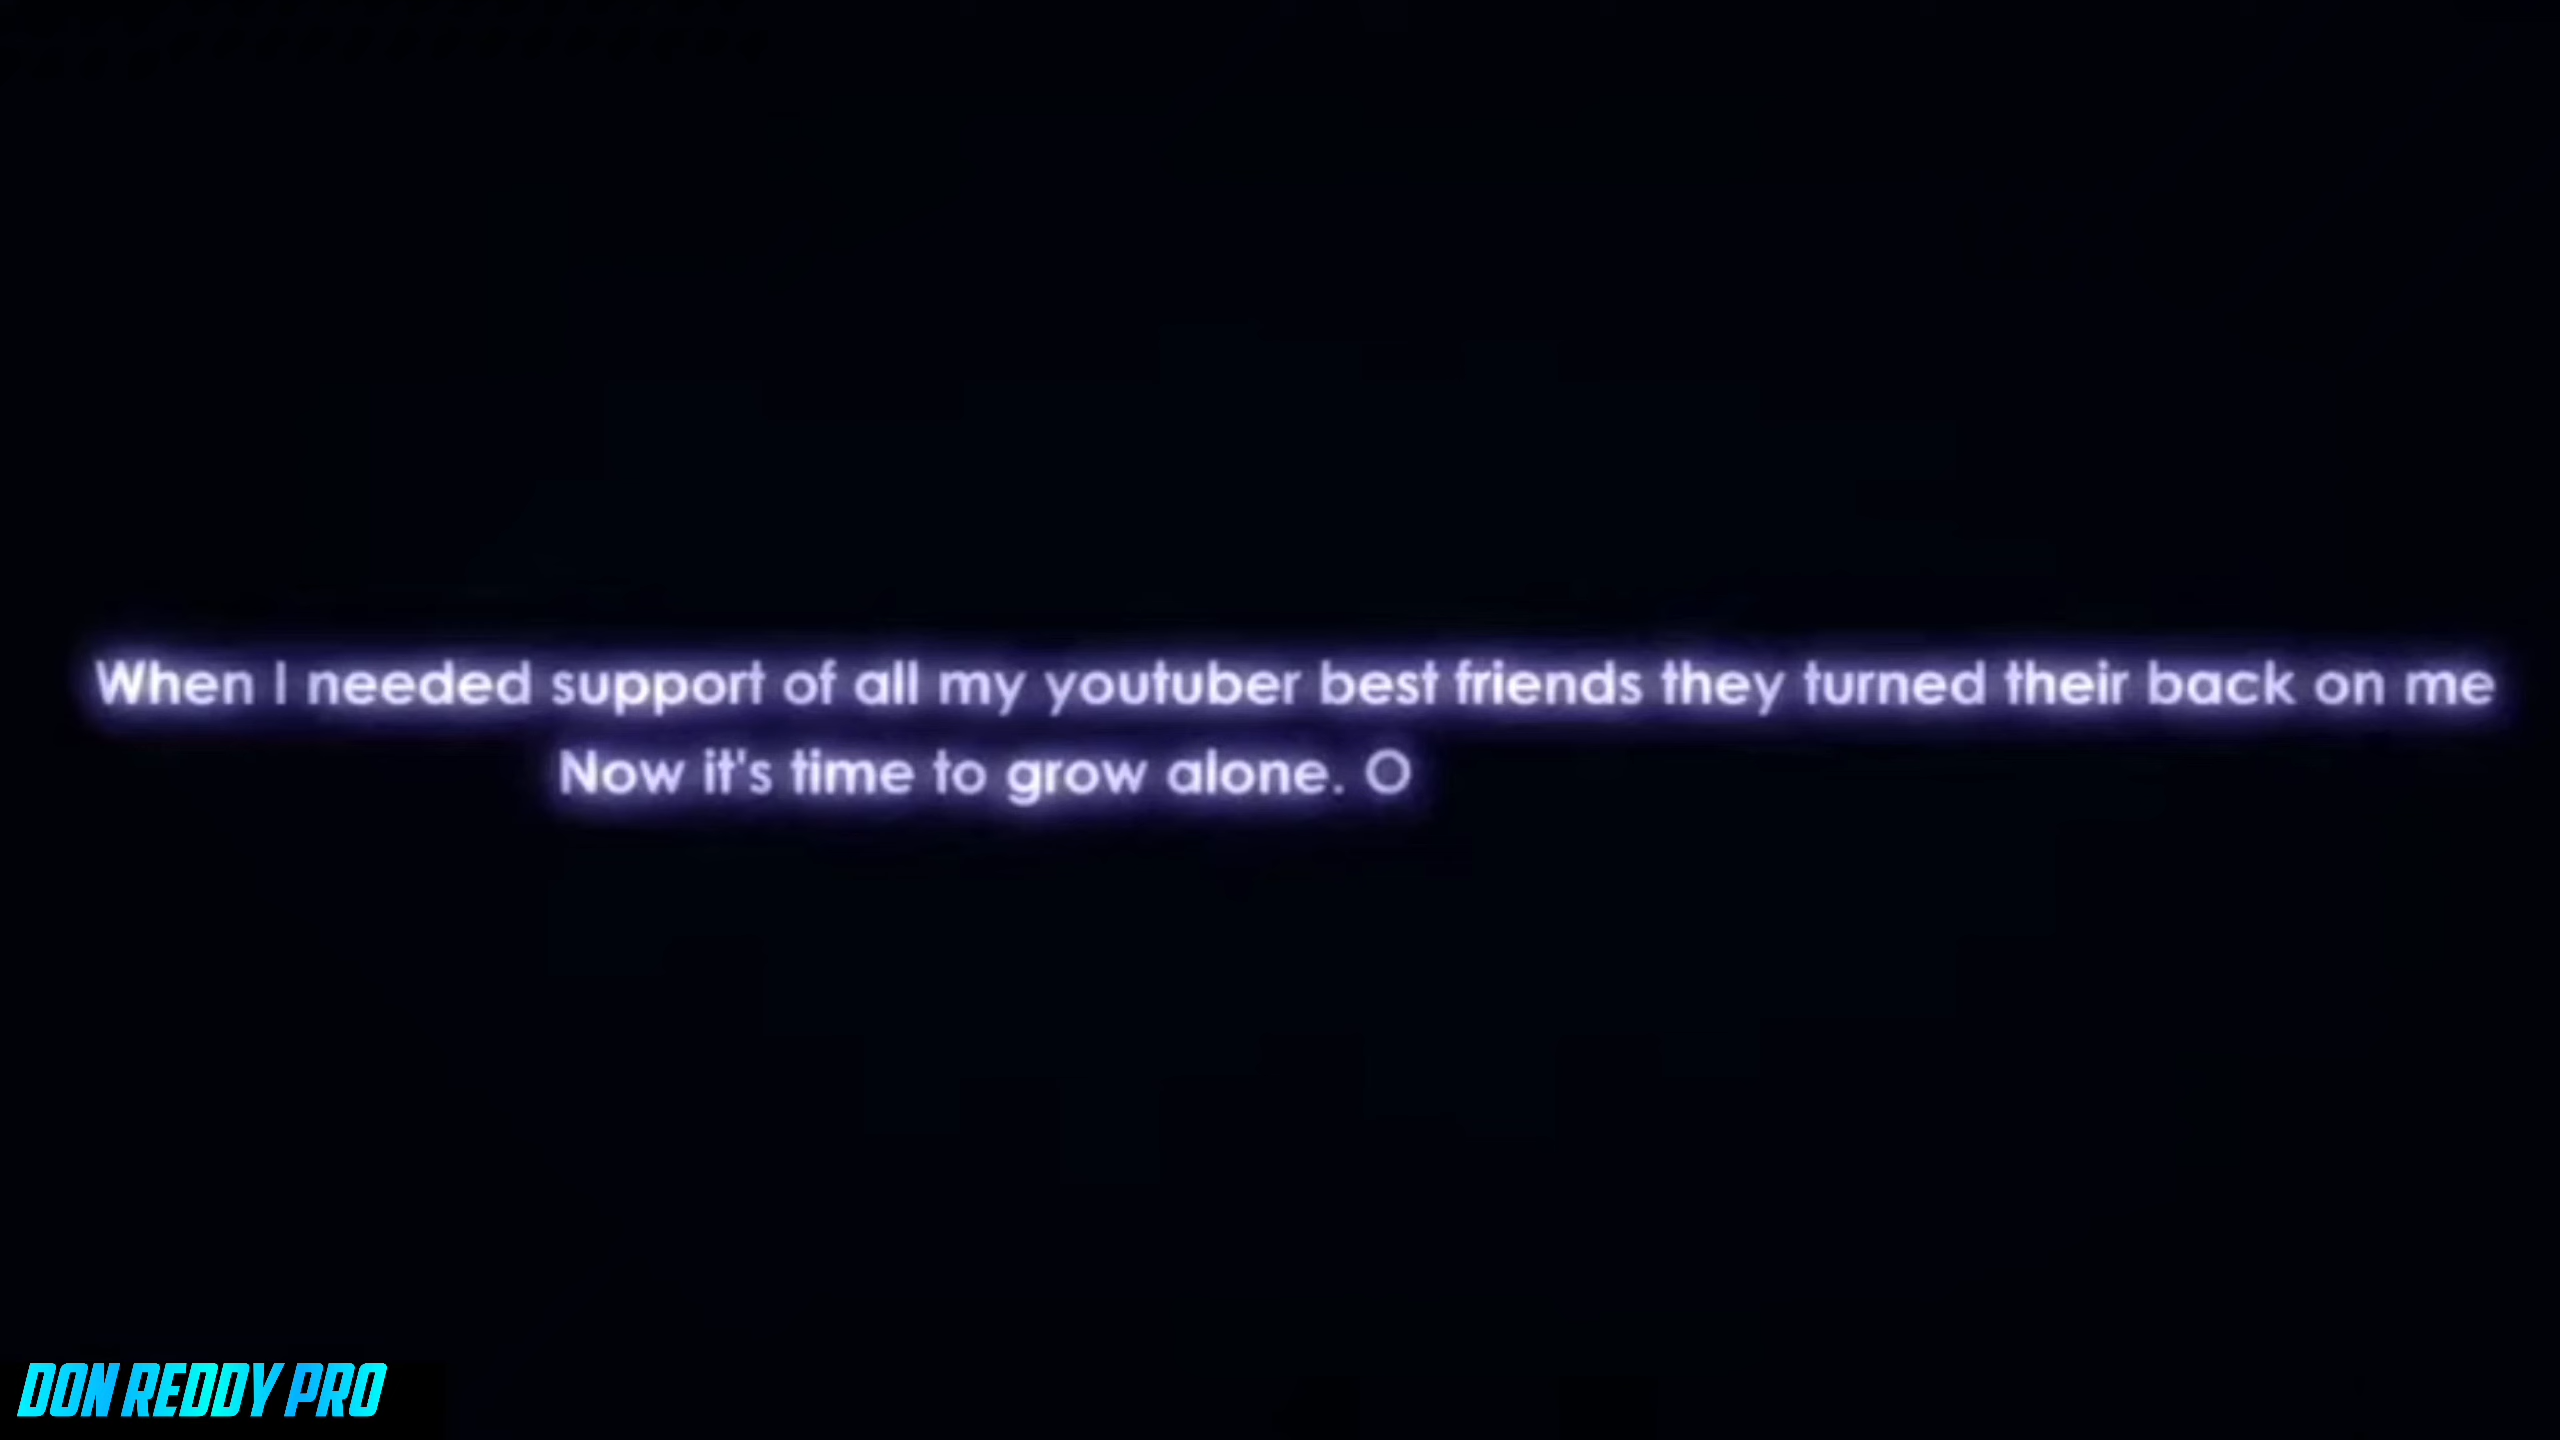 When I needed support of all my youtuber best friends they turned their back on me
Now it's time to grow alone. O
DON REDDY PRO